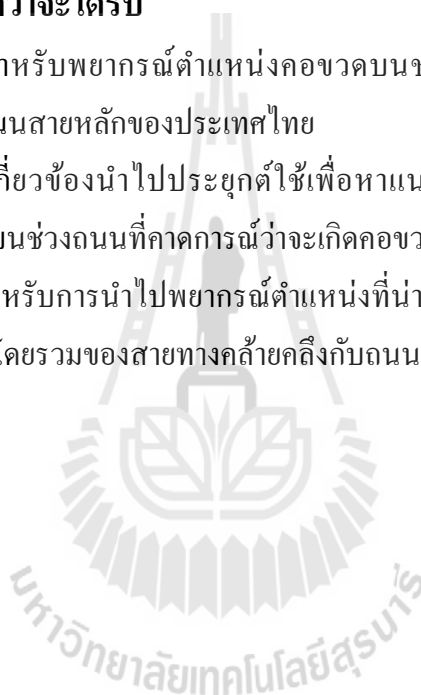 ว่าจะได้รับ
หรับพยากรณ์ตำแหน่งคอขวดบนช
นนสายหลักของประเทศไทย
กี่ยวข้องนำไปประยุกต์ใช้เพื่อหาแน
บนช่วงถนนที่คาดการณ์ว่าจะเกิดคอขว
หรับการนำไปพยากรณ์ตำแหน่งที่น่า
โดยรวมของสายทางคล้ายคลึงกับถนน
มหาวิทยาลัยเทคโนโลยีสุรนารี